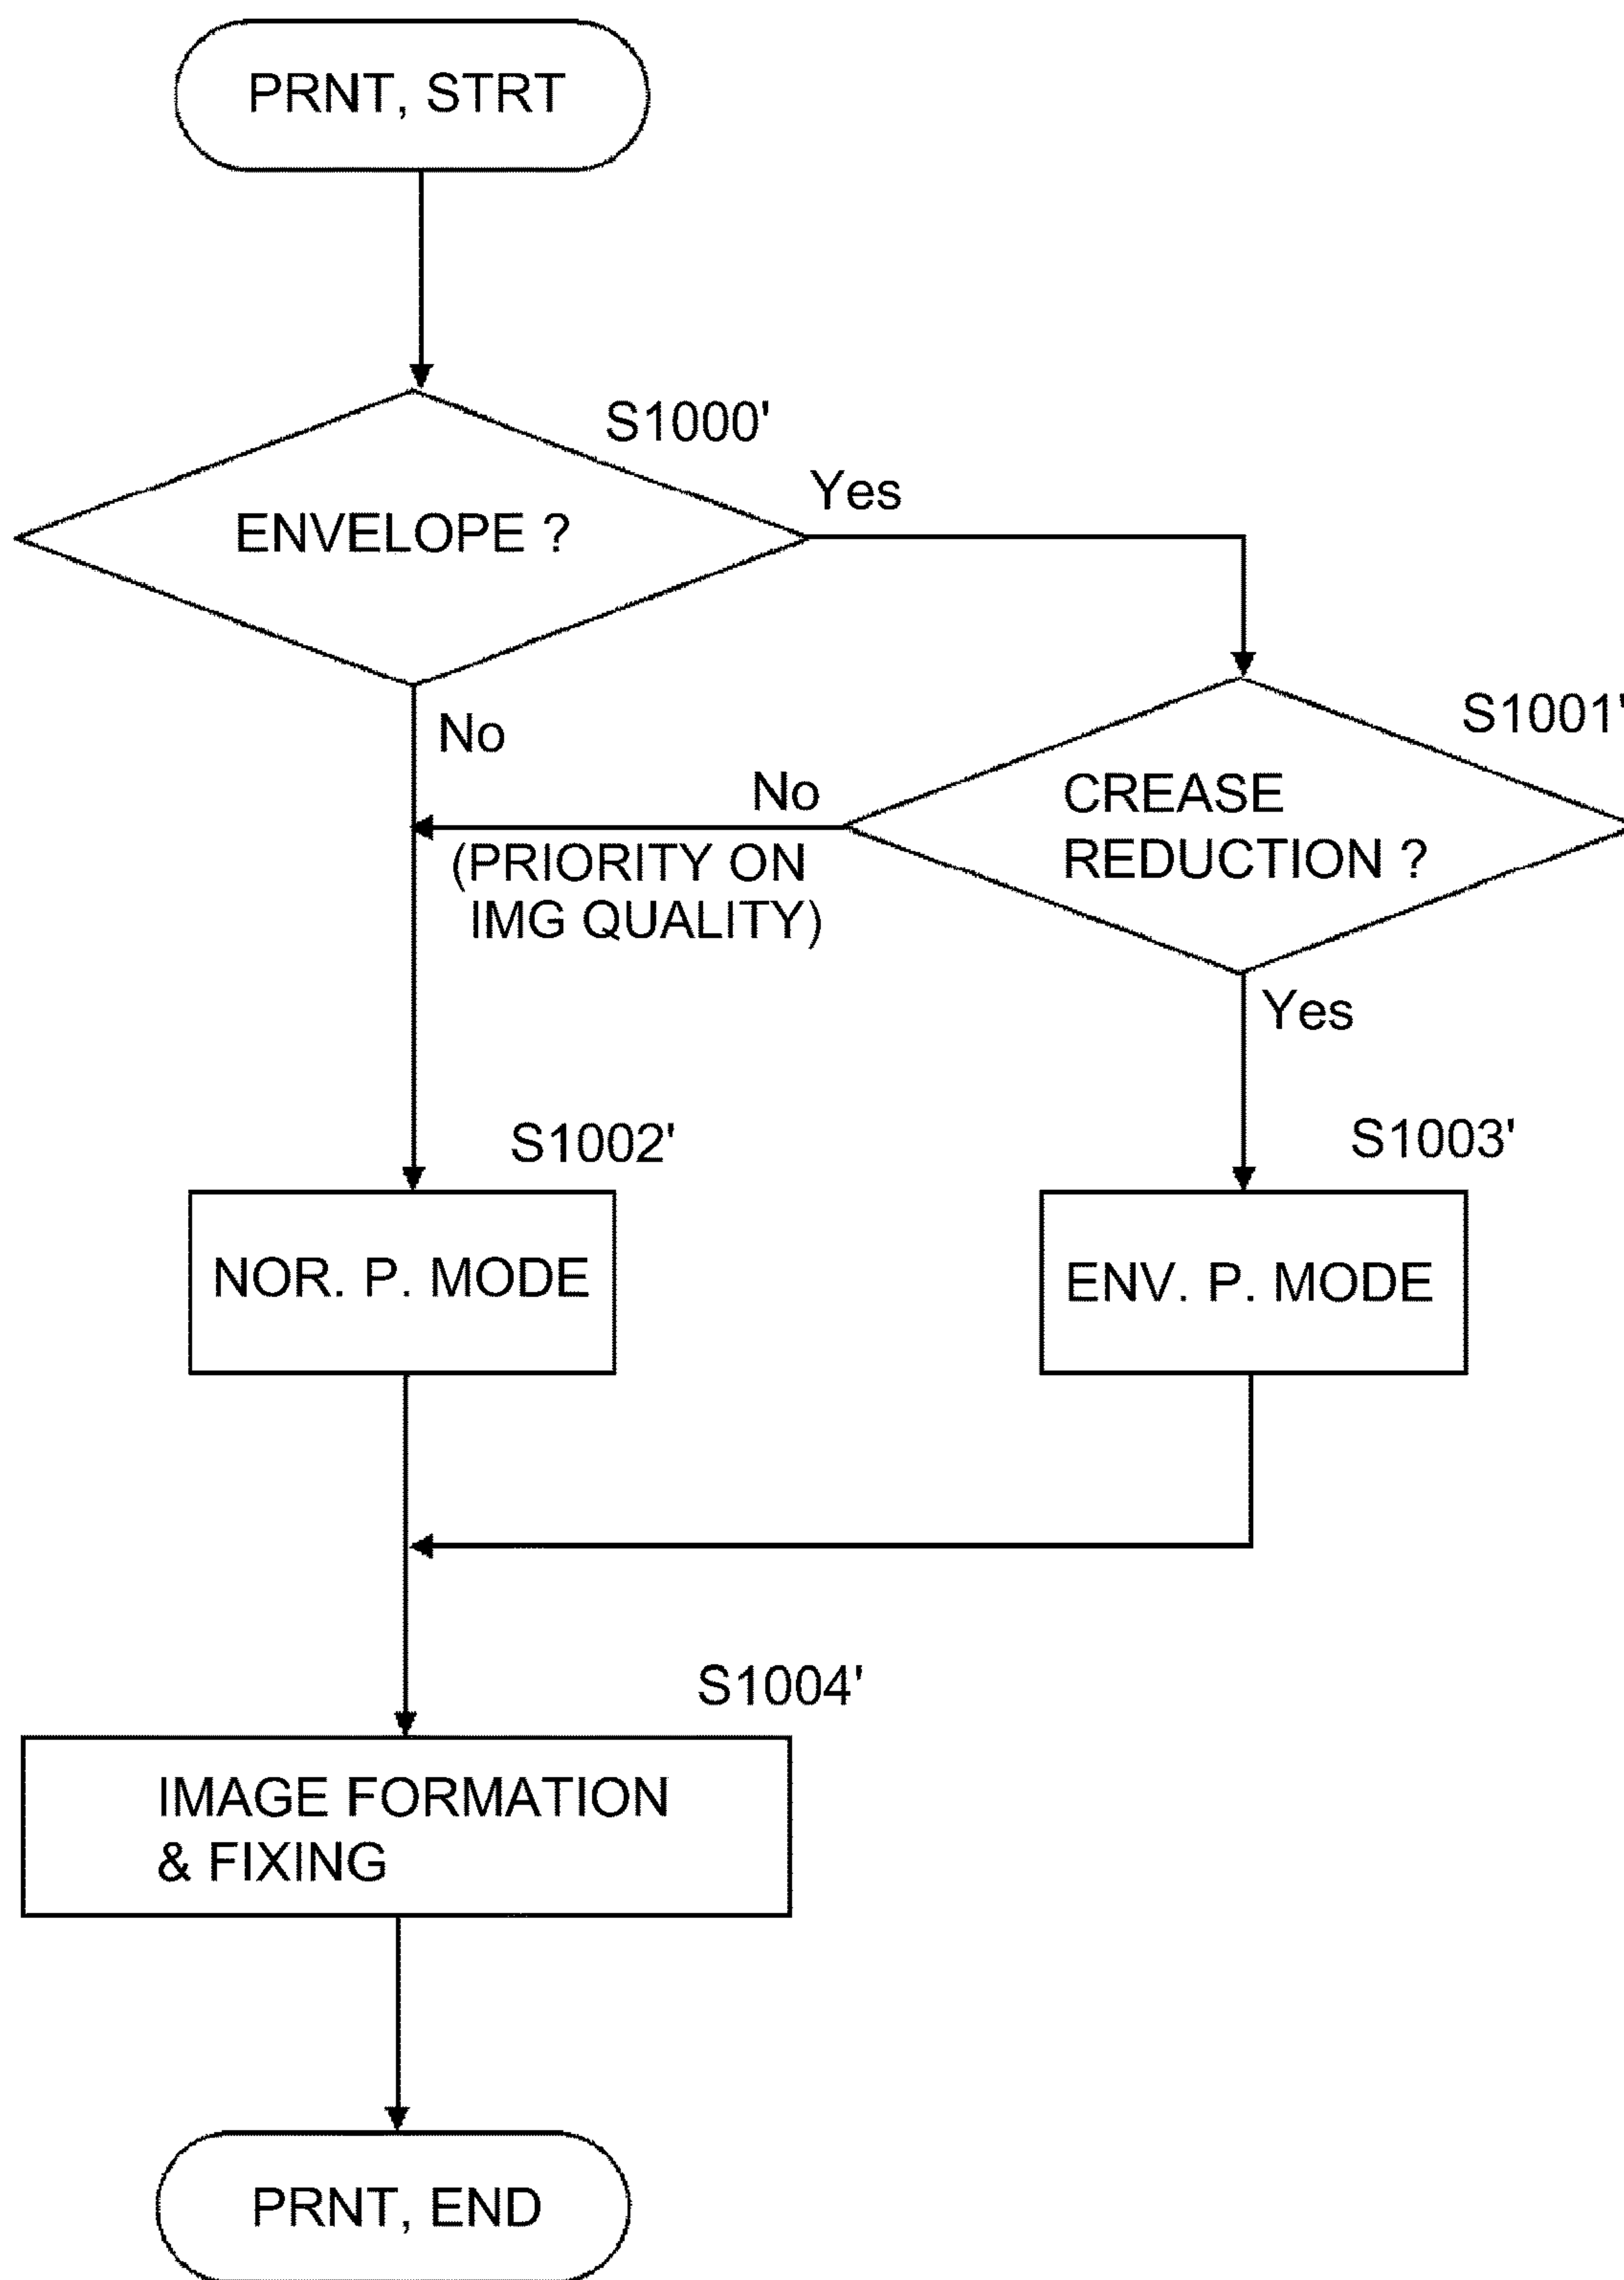 PRNT, STRT
S1000'
ENVELOPE ?
Yes
No
S1001'
CREASE
REDUCTION ?
No
(PRIORITY ON
IMG QUALITY)
Yes
S1002'
S1003'
NOR. P. MODE
ENV. P. MODE
S1004'
IMAGE FORMATION
& FIXING
PRNT, END